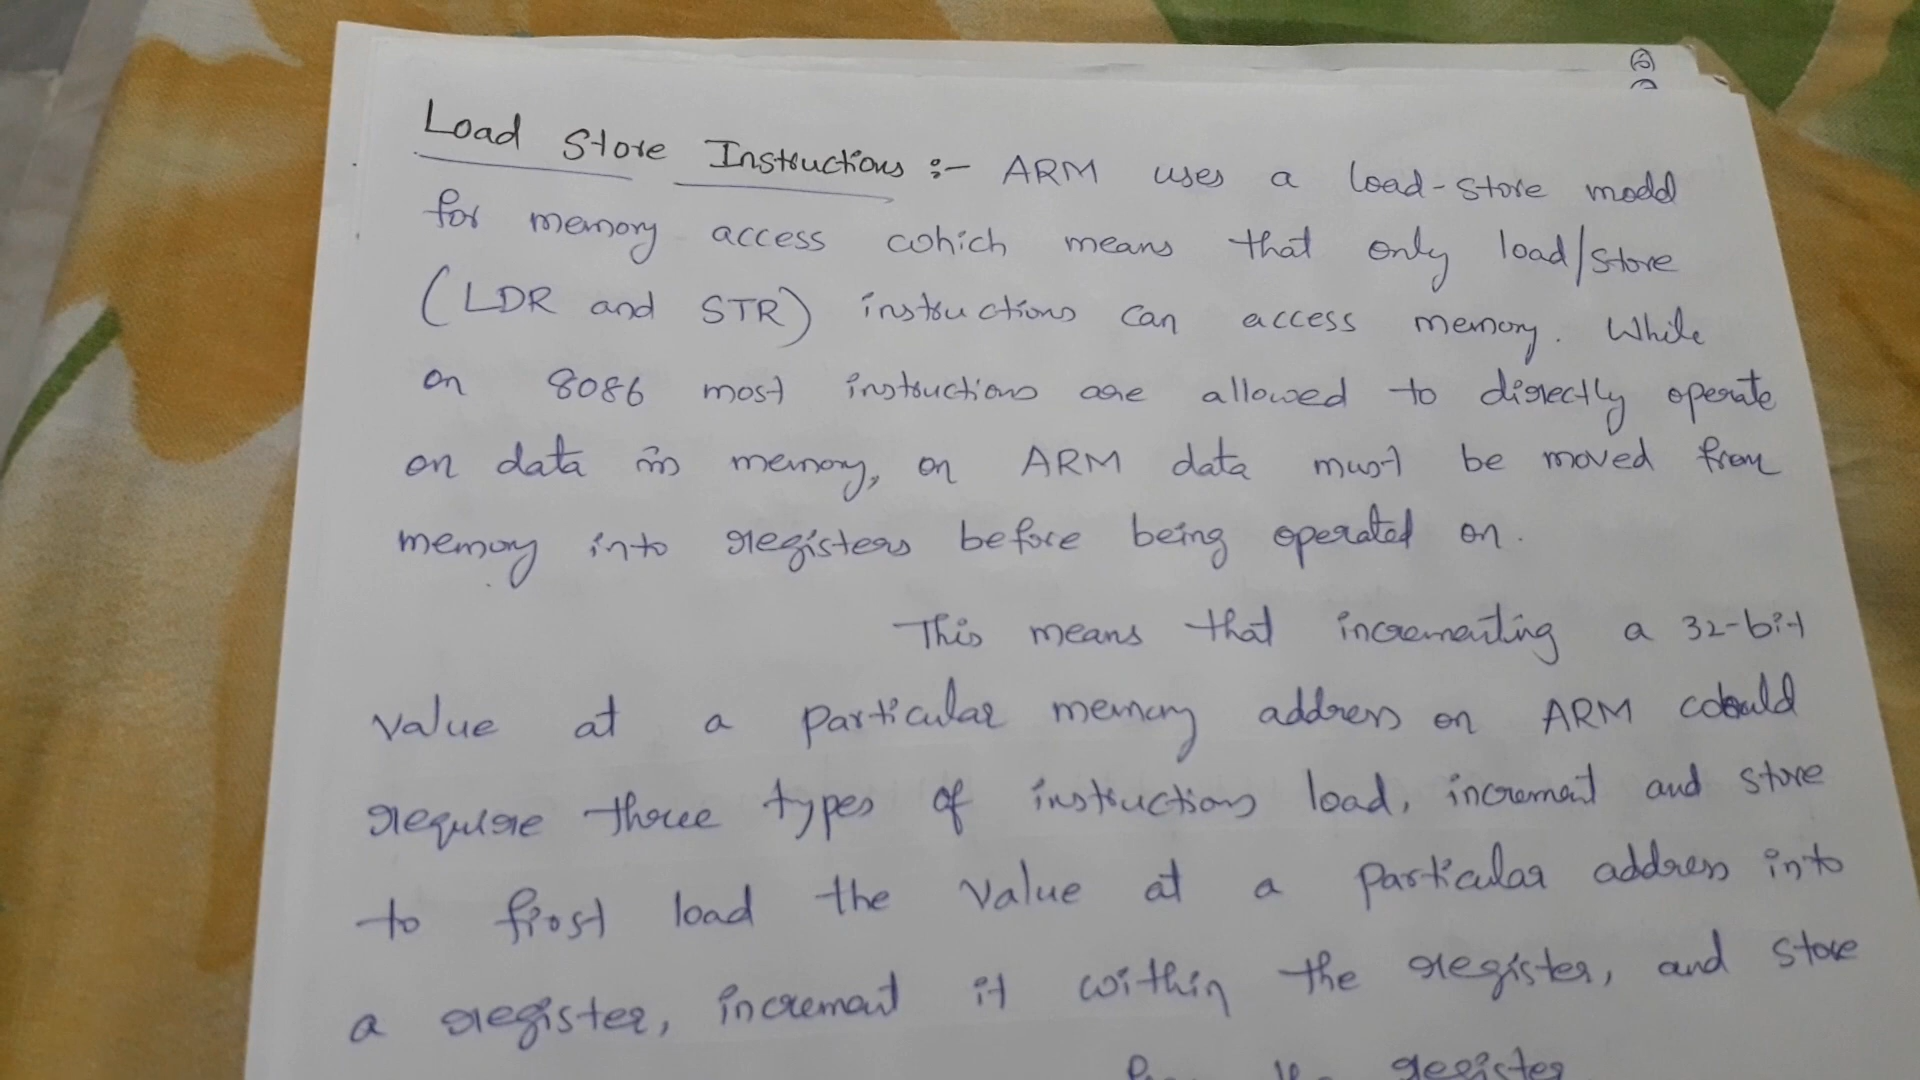 Load Store Instructions :- ARM uses a load-store model
for memory access which means that only load/store
(LDR and STR) instructions can access memory. While
on 8086 most instructions are allowed to directly operate
on data in memory, on ARM data must be moved from
memory into registers before being operated on.
This means that incrementing a 32-bit
value at a particular memory address on ARM could
require three types of instructions load, increment and store
to first load the value at a particular address into
a register, increment it within the register, and store
register